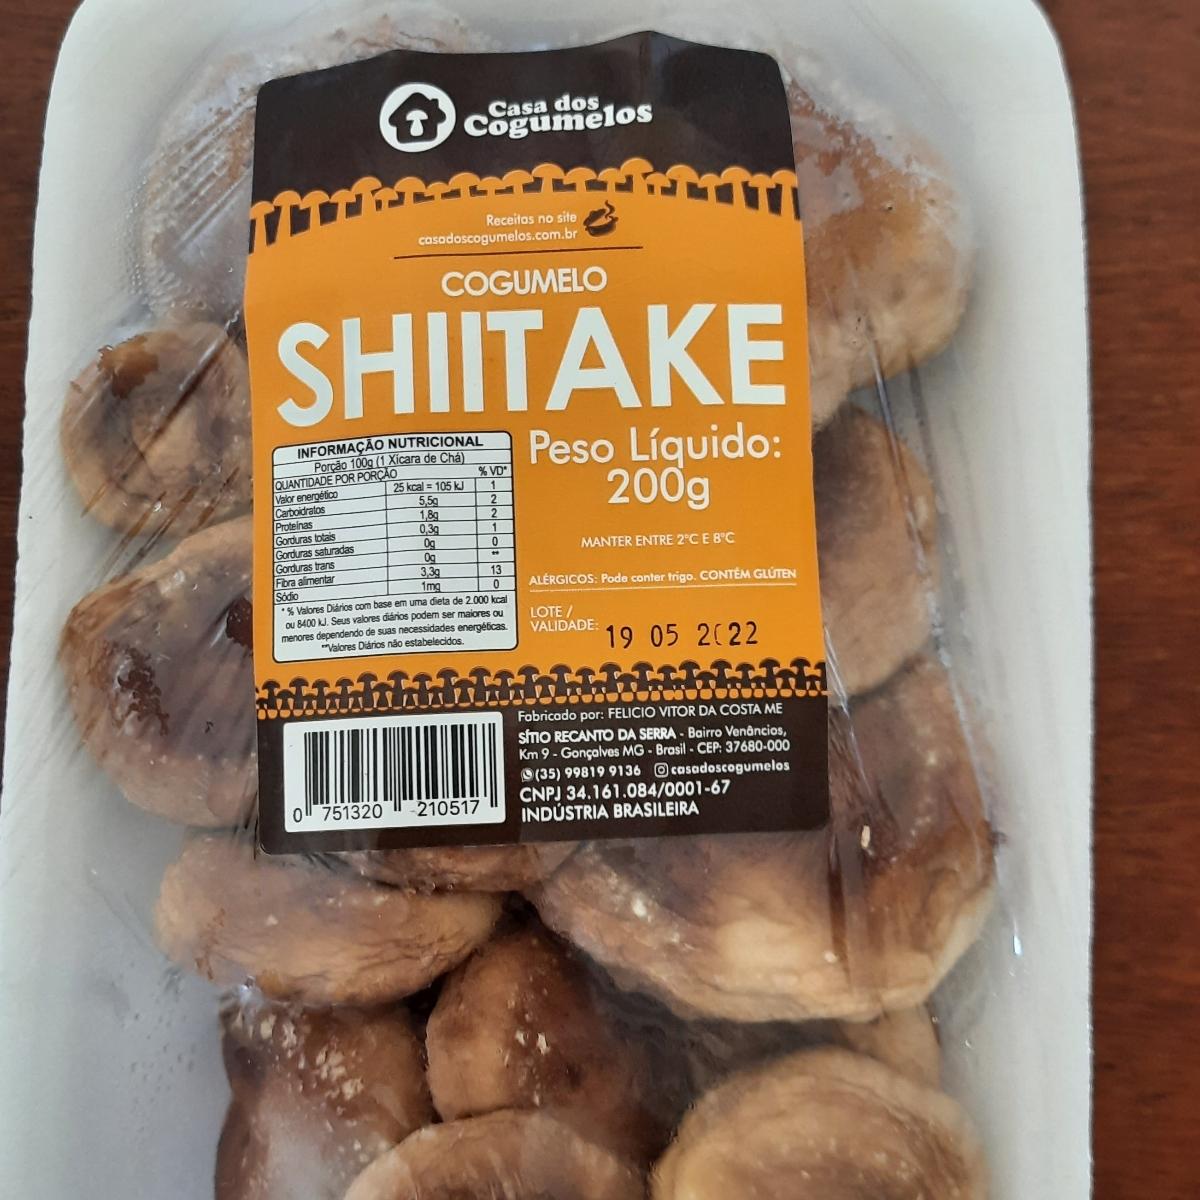 Casa dos
Cogumelos
Receitas no site
casadoscogumelos.com.br
COGUMELO
SHIITAKE
Peso Líquido:
200g
MANTER ENTRE 2°C E 8°C
ALÉRGICOS: Pode conter trigo. CONTÉM GLÚTEN
LOTE /
VALIDADE: 19 05 2022
INFORMAÇÃO NUTRICIONAL
Porção 100g (1 Xícara de Chá)
QUANTIDADE POR PORÇÃO % VD*
Valor energético 25 kcal = 105 kJ 1
Carboidratos 5,5g 2
Proteínas 1,8g 2
Gorduras totais 0,3g 1
Gorduras saturadas 0g 0
Gorduras trans 0g **
Fibra alimentar 3,3g 13
Sódio 1mg 0
* % Valores Diários com base em uma dieta de 2.000 kcal
ou 8400 kJ. Seus valores diários podem ser maiores ou
menores dependendo de suas necessidades energéticas.
**Valores Diários não estabelecidos.
0 751320 210517
Fabricado por: FELICIO VITOR DA COSTA ME
SÍTIO RECANTO DA SERRA - Bairro Venâncios,
Km 9 - Gonçalves MG - Brasil - CEP: 37680-000
(35) 99819 9136 casadoscogumelos
CNPJ 34.161.084/0001-67
INDÚSTRIA BRASILEIRA